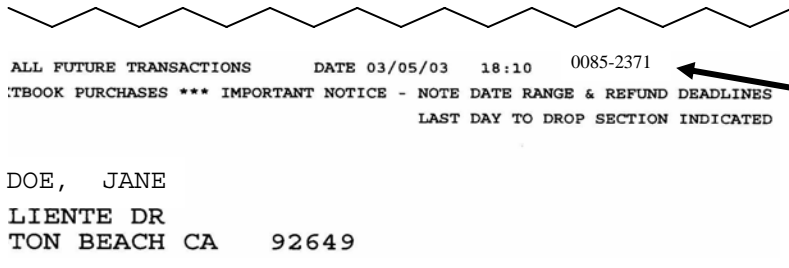 ALL FUTURE TRANSACTIONS DATE 03/05/03 18:10 0085-2371
TBOOK PURCHASES *** IMPORTANT NOTICE - NOTE DATE RANGE & REFUND DEADLINES
LAST DAY TO DROP SECTION INDICATED
DOE, JANE
LIENTE DR
TON BEACH CA 92649